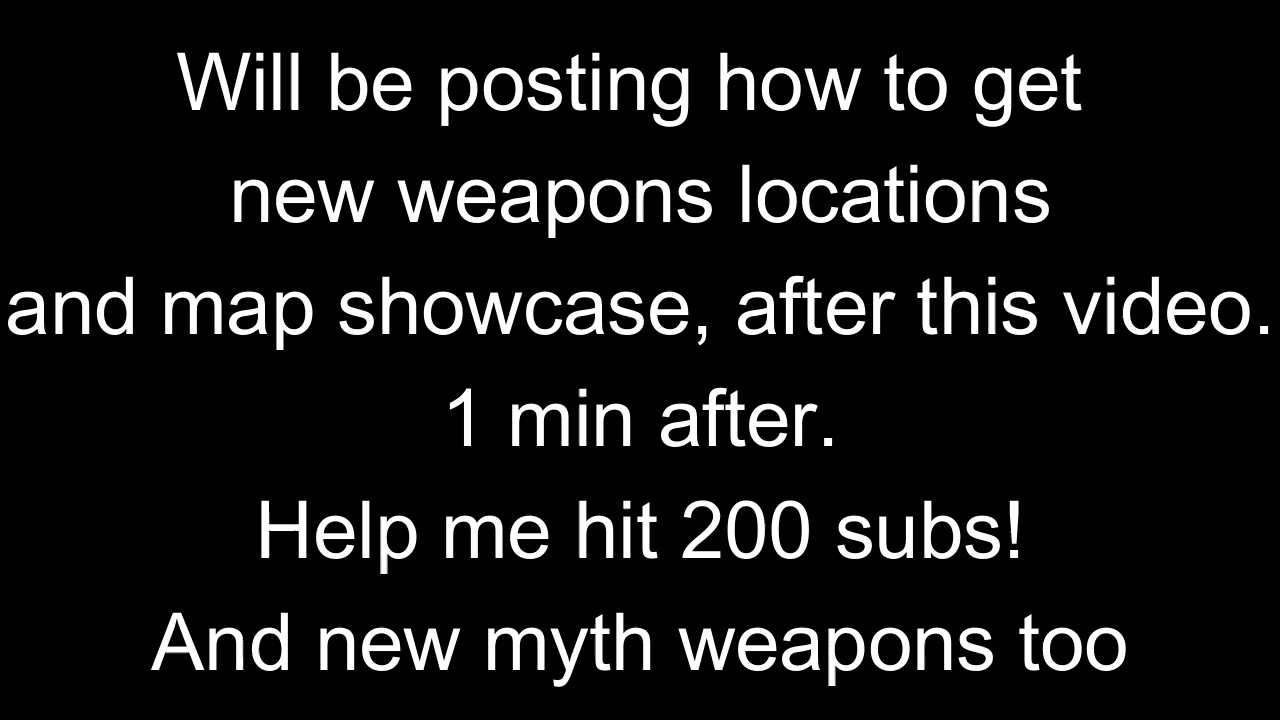 Will be posting how to get
new weapons locations
and map showcase, after this video.
1 min after.
Help me hit 200 subs!
And new myth weapons too